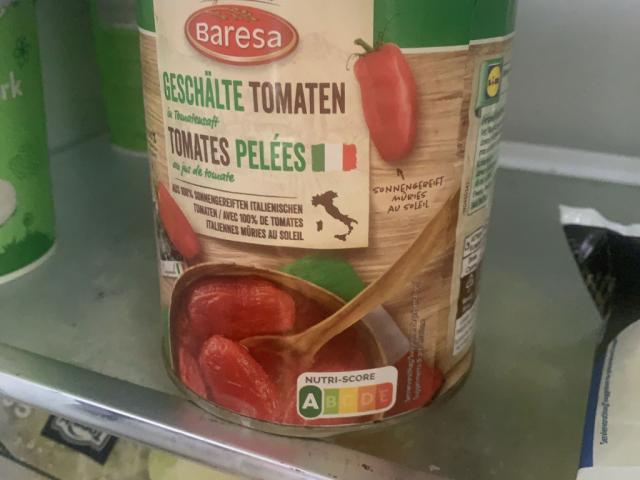 Baresa
GESCHÄLTE TOMATEN
in Tomatensaft
TOMATES PELÉES
au jus de tomate
AUS 100% SONNENGEREIFTEN ITALIENISCHEN
TOMATEN / AVEC 100% DE TOMATES
ITALIENNES MÛRIES AU SOLEIL
SONNENGEREIFT
MÛRIES
AU SOLEIL
NUTRI-SCORE
A B C D E
rk